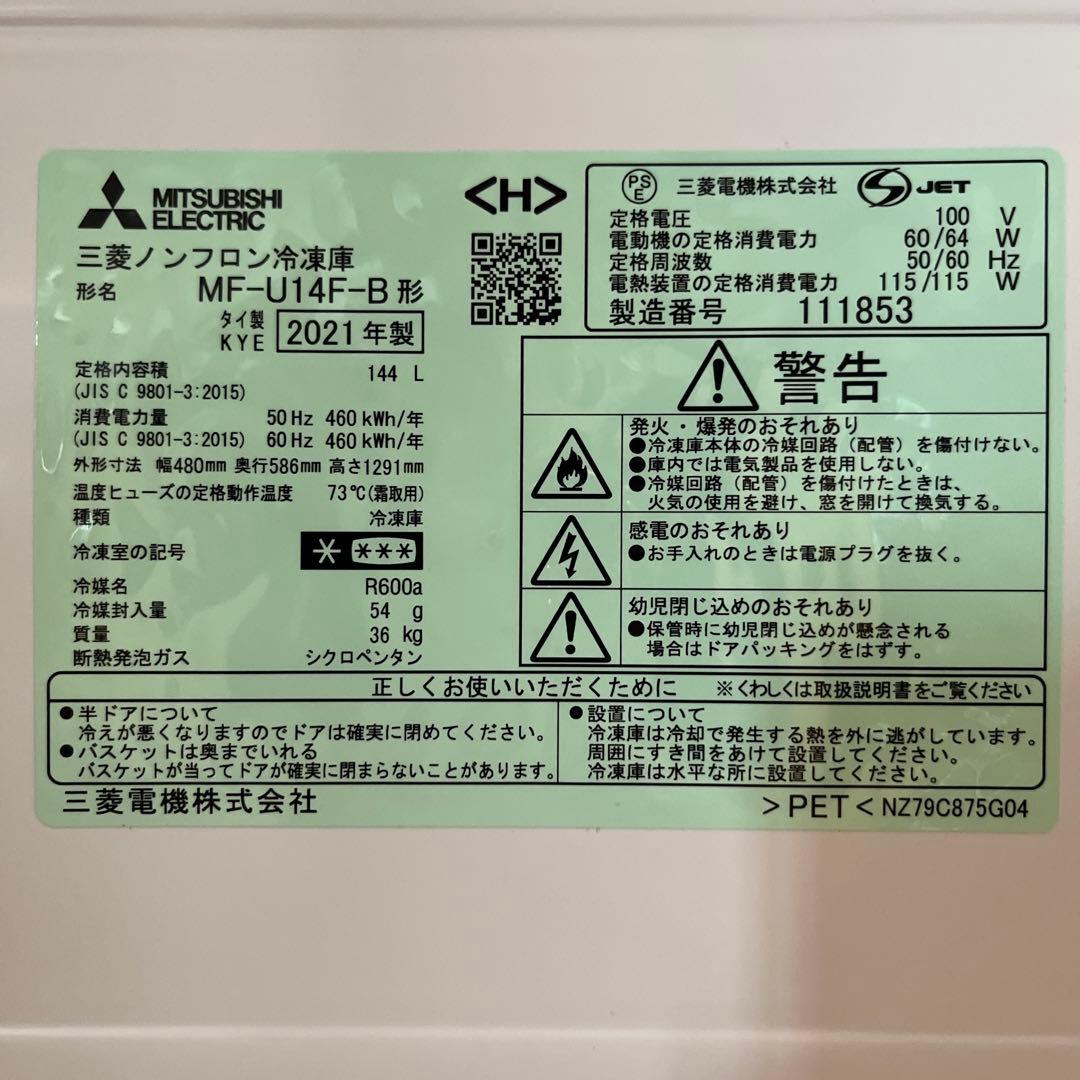 MITSUBISHI
ELECTRIC
三菱ノンフロン冷凍庫
形名 MF-U14F-B 形
タイ製
KYE 2021年製
定格内容積 144 L
(JIS C 9801-3:2015)
消費電力量 50 Hz 460 kWh/年
(JIS C 9801-3:2015) 60 Hz 460 kWh/年
外形寸法 幅480mm 奥行586mm 高さ1291mm
温度ヒューズの定格動作温度 73℃(霜取用)
種類 冷凍庫
冷凍室の記号 * ***
冷媒名 R600a
冷媒封入量 54 g
質量 36 kg
断熱発泡ガス シクロペンタン
<H>
PSE 三菱電機株式会社 JET
定格電圧 100 V
電動機の定格消費電力 60/64 W
定格周波数 50/60 Hz
電熱装置の定格消費電力 115/115 W
製造番号 111853
警告
発火・爆発のおそれあり
●冷凍庫本体の冷媒回路（配管）を傷付けない。
●庫内では電気製品を使用しない。
●冷媒回路（配管）を傷付けたときは、
火気の使用を避け、窓を開けて換気する。
感電のおそれあり
●お手入れのときは電源プラグを抜く。
幼児閉じ込めのおそれあり
●保管時に幼児閉じ込めが懸念される
場合はドアパッキングをはずす。
正しくお使いいただくために ※くわしくは取扱説明書をご覧ください
●半ドアについて
冷えが悪くなりますのでドアは確実に閉めてください。
●バスケットは奥までいれる
バスケットが当ってドアが確実に閉まらないことがあります。
●設置について
冷凍庫は冷却で発生する熱を外に逃がしています。
周囲にすき間をあけて設置してください。
冷凍庫は水平な所に設置してください。
三菱電機株式会社
>PET< NZ79C875G04